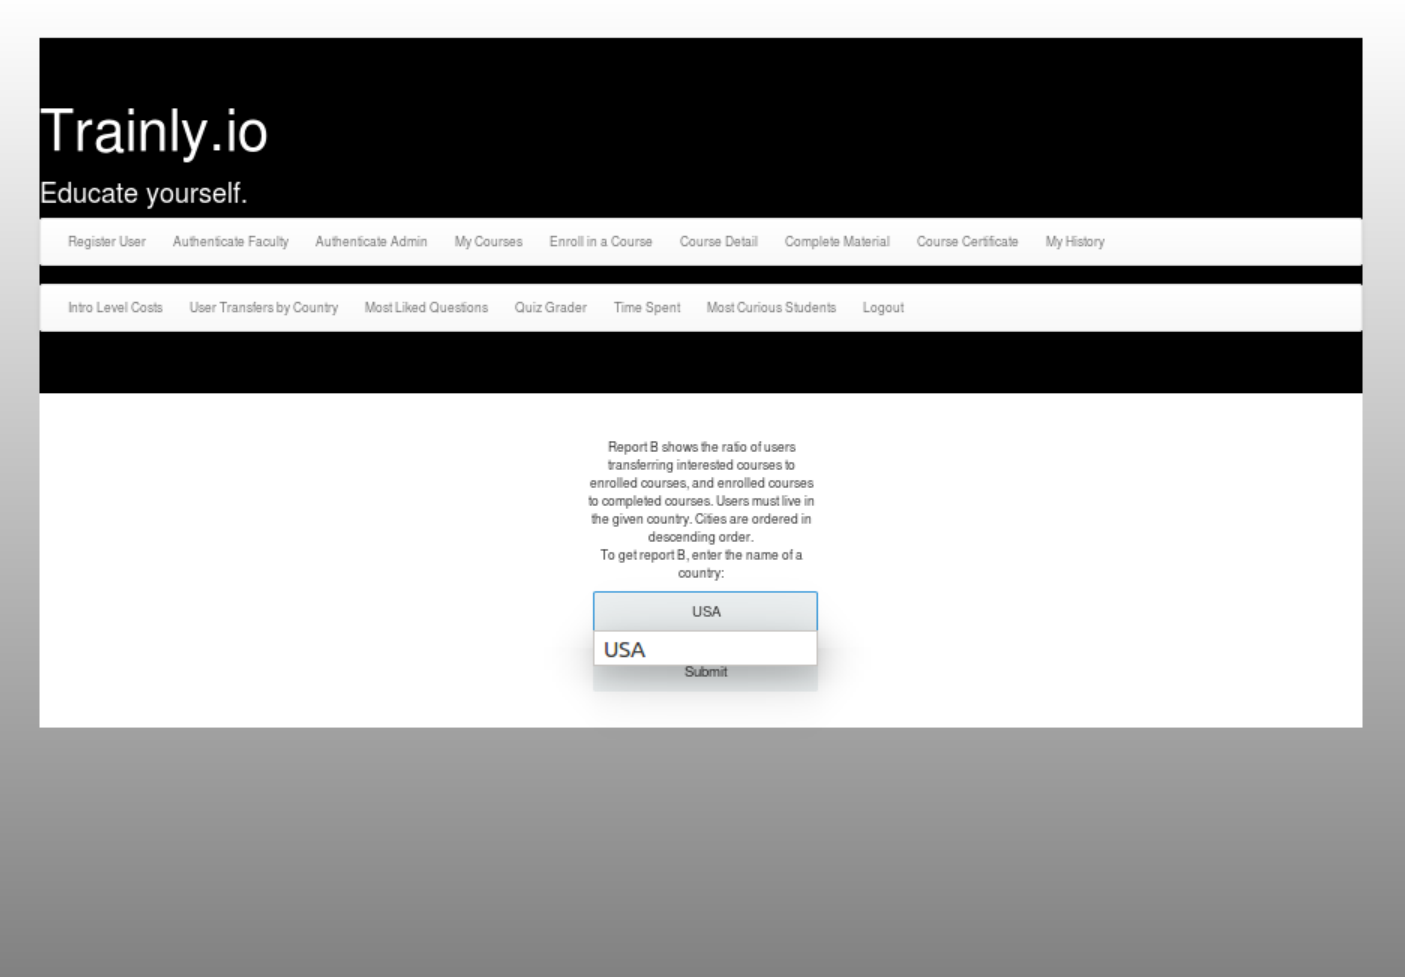 Trainly.io
Educate yourself.
Register User Authenticate Faculty Authenticate Admin My Courses Enroll in a Course Course Detail Complete Material Course Certificate My History
Intro Level Costs User Transfers by Country Most Liked Questions Quiz Grader Time Spent Most Curious Students Logout
Report B shows the ratio of users
transferring interested courses to
enrolled courses, and enrolled courses
to completed courses. Users must live in
the given country. Cities are ordered in
descending order.
To get report B, enter the name of a
country:
USA
USA
Submit